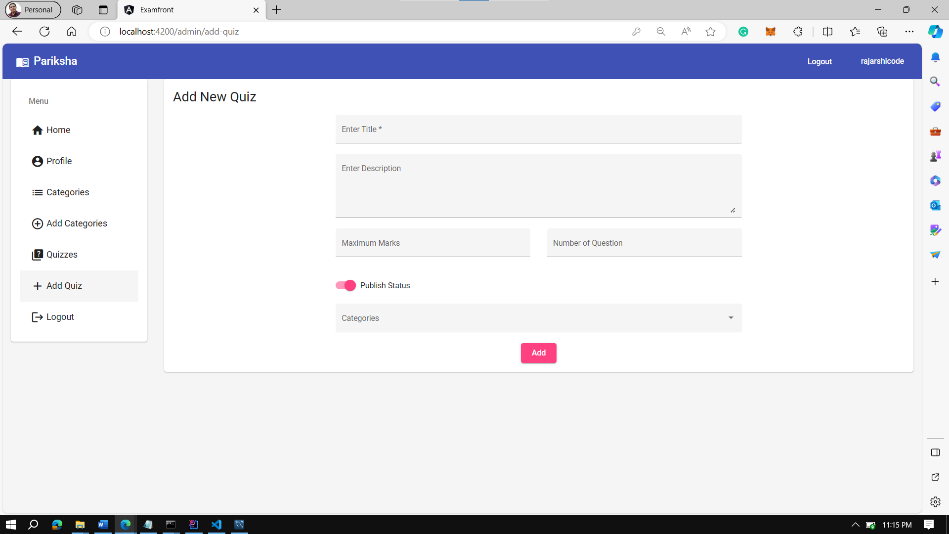 Personal
Examfront
localhost:4200/admin/add-quiz
Pariksha
Logout
rajarshicode
Menu
Home
Profile
Categories
Add Categories
Quizzes
Add Quiz
Logout
Add New Quiz
Enter Title *
Enter Description
Maximum Marks
Number of Question
Publish Status
Categories
Add
11:15 PM